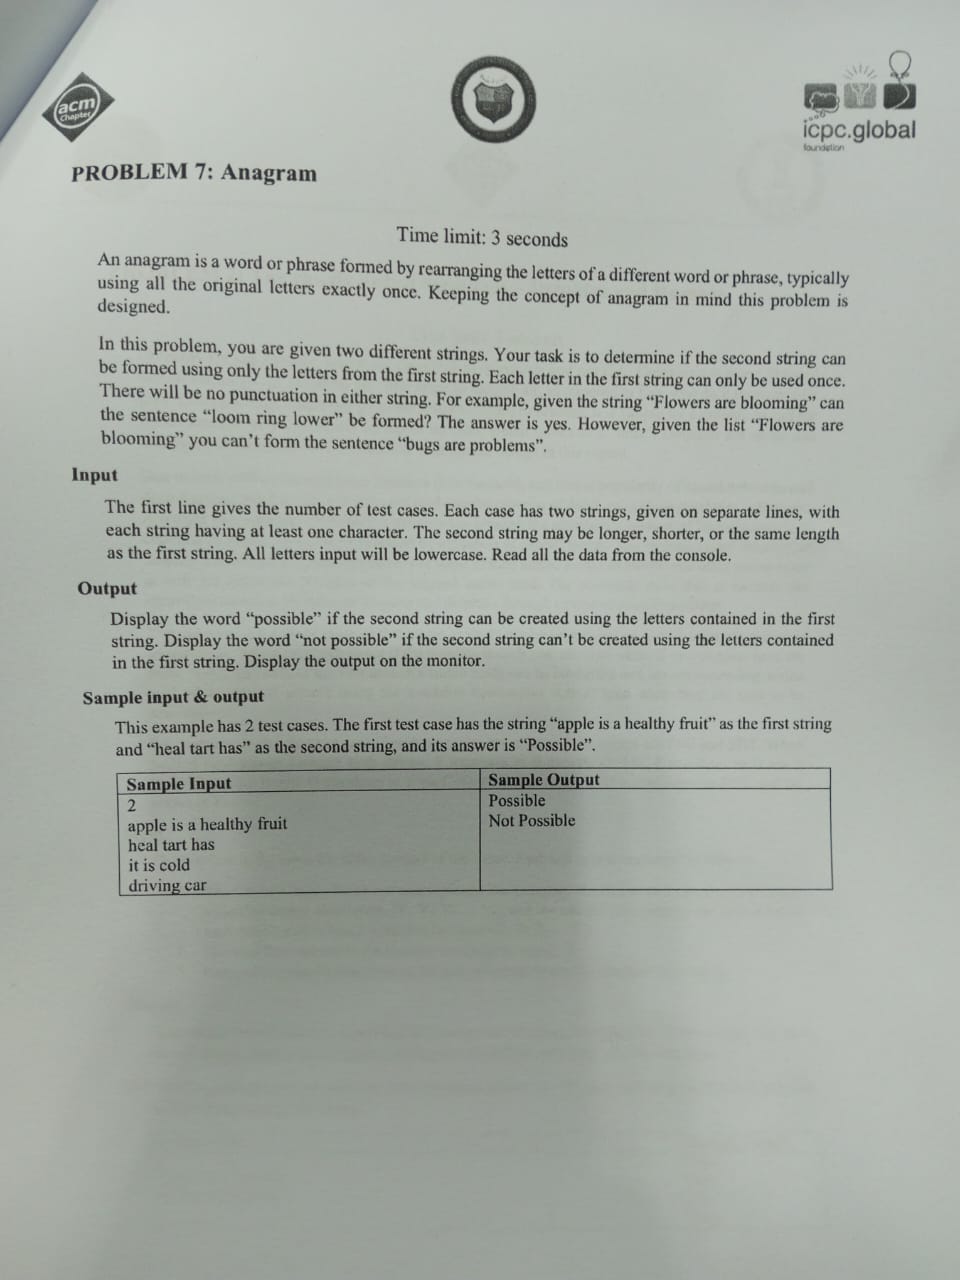 acm
Chapter
icpc.global
foundation
PROBLEM 7: Anagram
Time limit: 3 seconds
An anagram is a word or phrase formed by rearranging the letters of a different word or phrase, typically
using all the original letters exactly once. Keeping the concept of anagram in mind this problem is
designed.
In this problem, you are given two different strings. Your task is to determine if the second string can
be formed using only the letters from the first string. Each letter in the first string can only be used once.
There will be no punctuation in either string. For example, given the string “Flowers are blooming” can
the sentence “loom ring lower” be formed? The answer is yes. However, given the list “Flowers are
blooming” you can’t form the sentence “bugs are problems”.
Input
The first line gives the number of test cases. Each case has two strings, given on separate lines, with
each string having at least one character. The second string may be longer, shorter, or the same length
as the first string. All letters input will be lowercase. Read all the data from the console.
Output
Display the word “possible” if the second string can be created using the letters contained in the first
string. Display the word “not possible” if the second string can’t be created using the letters contained
in the first string. Display the output on the monitor.
Sample input & output
This example has 2 test cases. The first test case has the string “apple is a healthy fruit” as the first string
and “heal tart has” as the second string, and its answer is “Possible”.
Sample Input
2
apple is a healthy fruit
heal tart has
it is cold
driving car
Sample Output
Possible
Not Possible